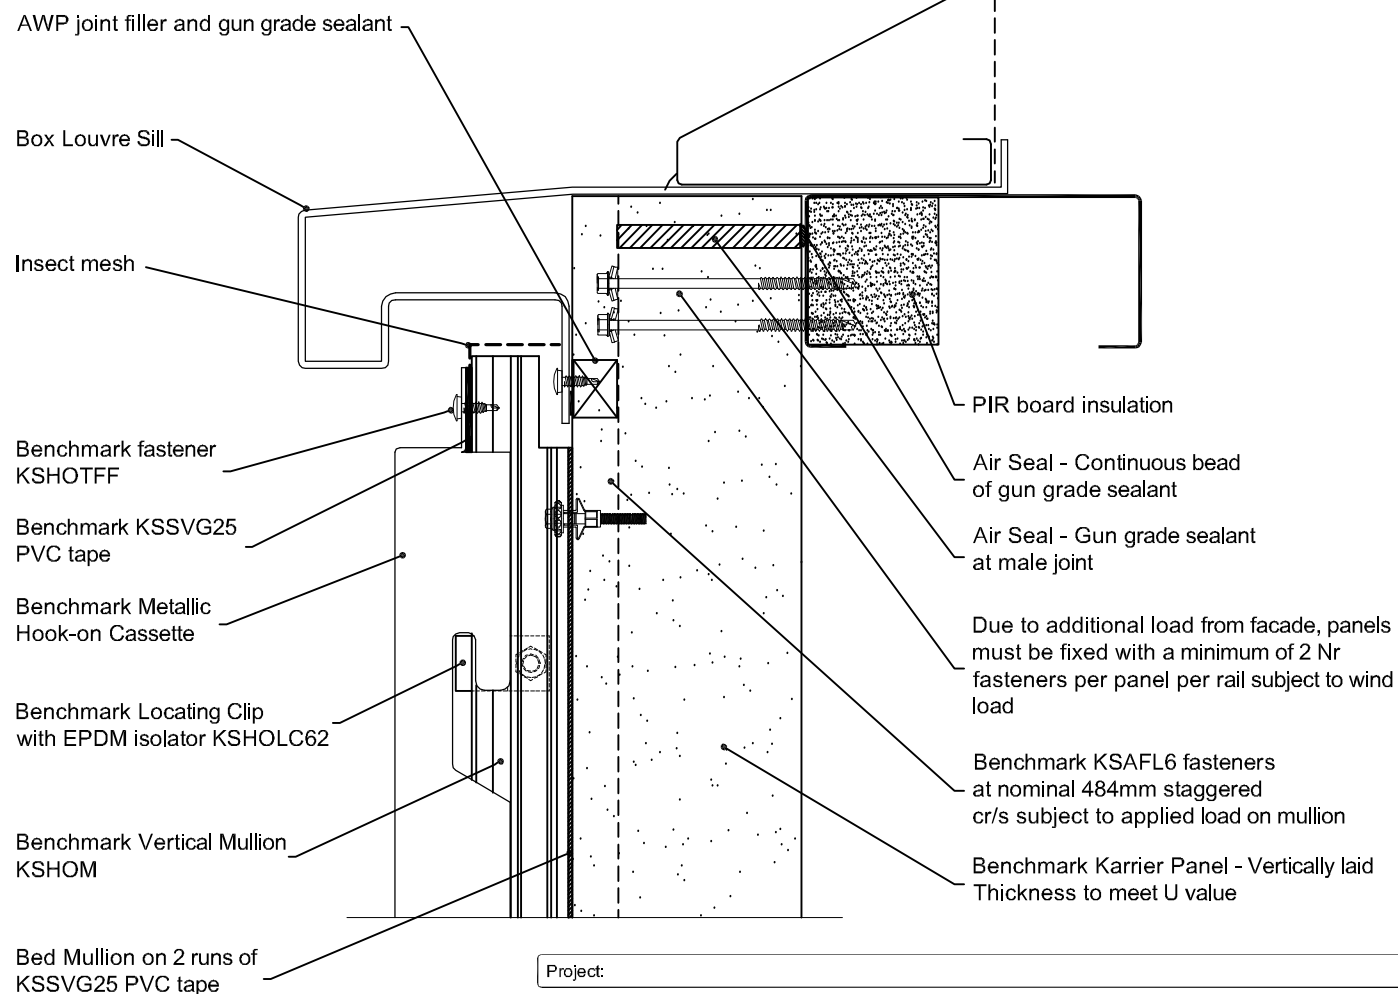 AWP joint filler and gun grade sealant
Box Louvre Sill
Insect mesh
Benchmark fastener
KSHOTFF
Benchmark KSSVG25
PVC tape
Benchmark Metallic
Hook-on Cassette
Benchmark Locating Clip
with EPDM isolator KSHOLC62
Benchmark Vertical Mullion
KSHOM
Bed Mullion on 2 runs of
KSSVG25 PVC tape
PIR board insulation
Air Seal - Continuous bead
of gun grade sealant
Air Seal - Gun grade sealant
at male joint
Due to additional load from facade, panels
must be fixed with a minimum of 2 Nr
fasteners per panel per rail subject to wind
load
Benchmark KSAFL6 fasteners
at nominal 484mm staggered
cr/s subject to applied load on mullion
Benchmark Karrier Panel - Vertically laid
Thickness to meet U value
Project: